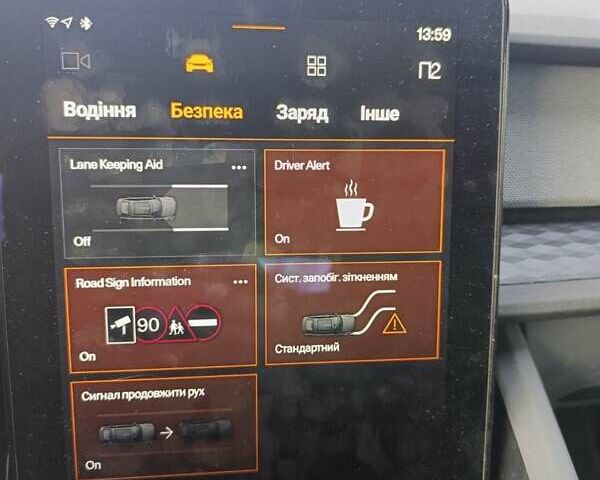 13:59
П2
Водіння Безпека Заряд Інше
Lane Keeping Aid
Off
Driver Alert
On
Road Sign Information
90
On
Сист. запобіг. зіткненням
Стандартний
Сигнал продовжити рух
On